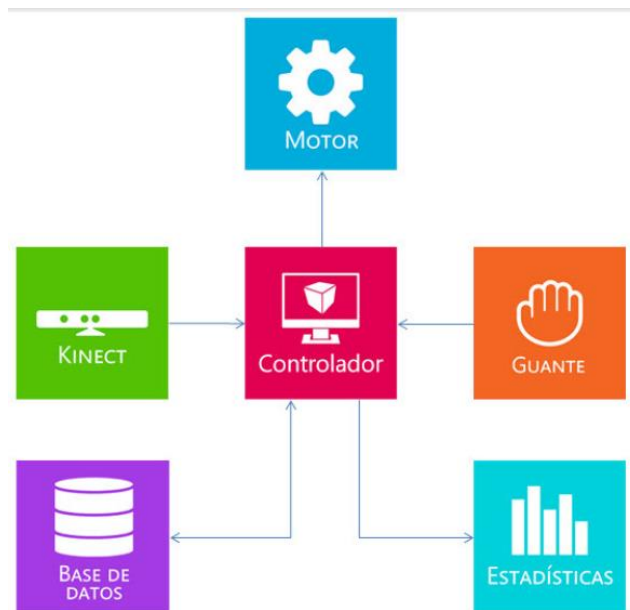 MOTOR
KINECT
Controlador
GUANTE
BASE DE
DATOS
ESTADÍSTICAS